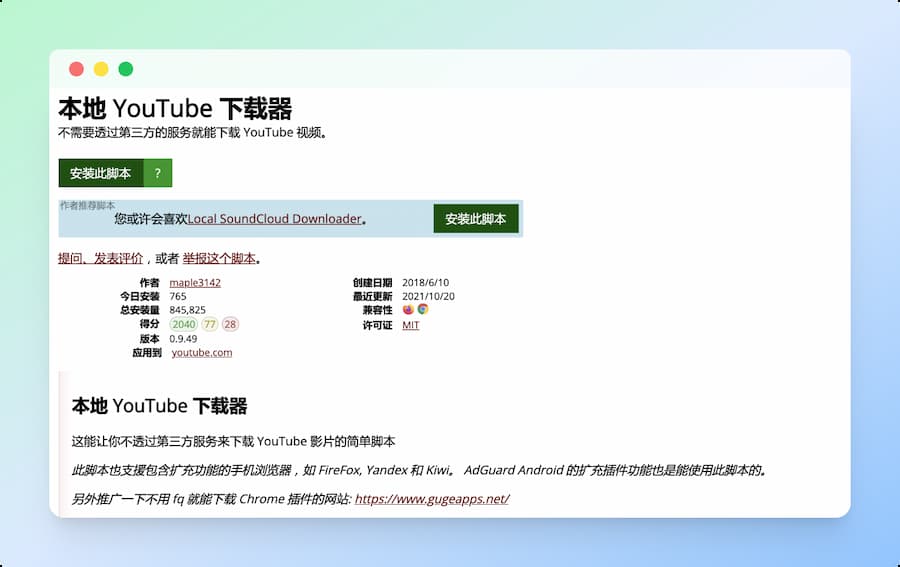 本地 YouTube 下载器
不需要透过第三方的服务就能下载 YouTube 视频。
安装此脚本 ?
作者推荐脚本
您或许会喜欢Local SoundCloud Downloader。 安装此脚本
提问、发表评价，或者 举报这个脚本。
作者 maple3142 创建日期 2018/6/10
今日安装 765 最近更新 2021/10/20
总安装量 845,825 兼容性
得分 2040 77 28 许可证 MIT
版本 0.9.49
应用到 youtube.com
本地 YouTube 下载器
这能让你不透过第三方服务来下载 YouTube 影片的简单脚本
此脚本也支援包含扩充功能的手机浏览器，如 FireFox, Yandex 和 Kiwi。 AdGuard Android 的扩充插件功能也是能使用此脚本的。
另外推广一下不用 fq 就能下载 Chrome 插件的网站: https://www.gugeapps.net/